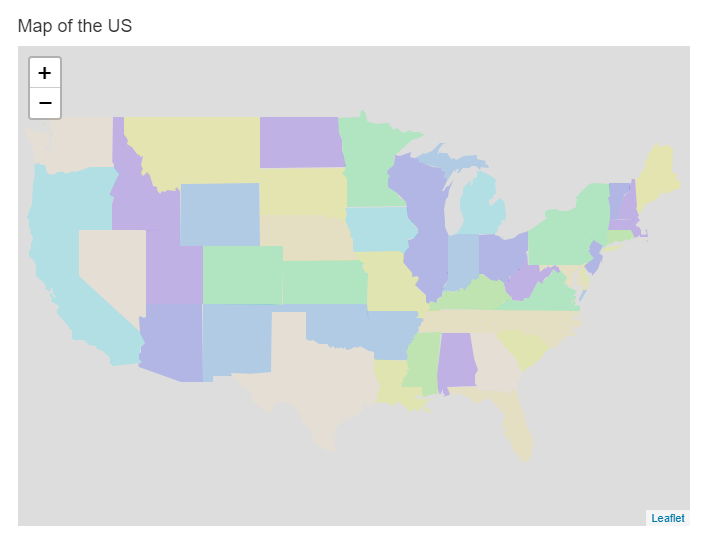 Map of the US
+
−
Leaflet